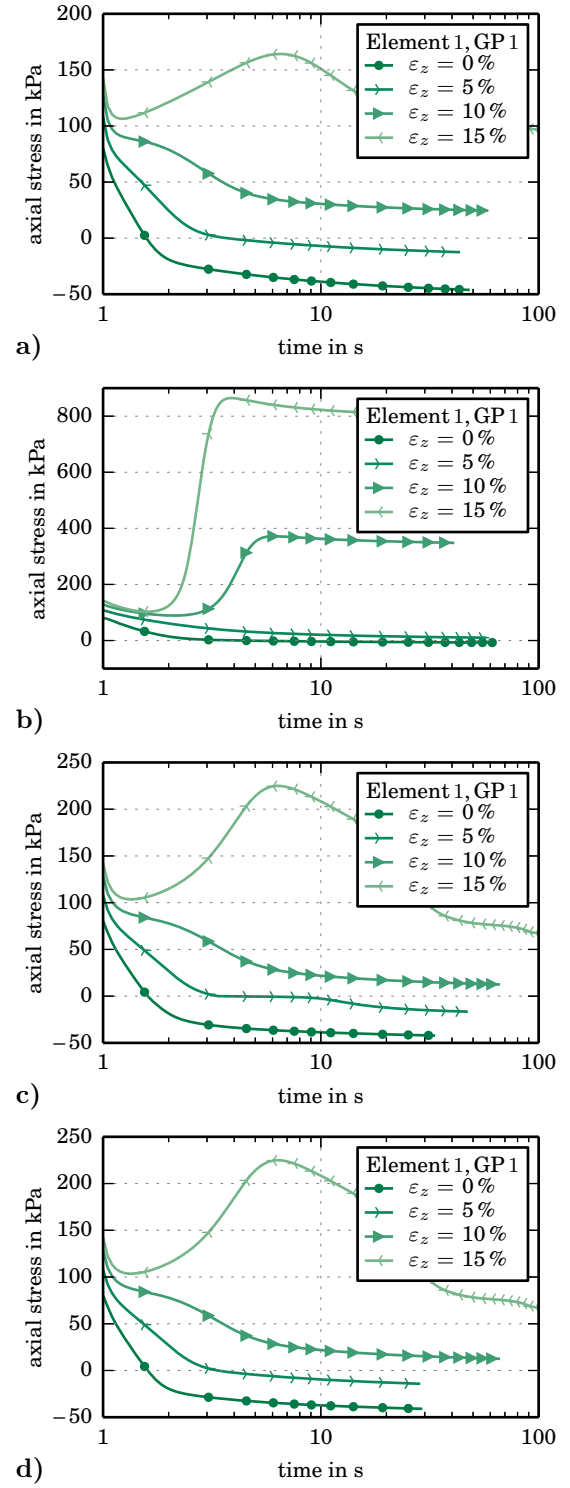 200
150
100
50
0
−50
axial stress in kPa
Element 1, GP 1
εz = 0 %
εz = 5 %
εz = 10 %
εz = 15 %
1 10 100
time in s
a)
800
600
400
200
0
axial stress in kPa
Element 1, GP 1
εz = 0 %
εz = 5 %
εz = 10 %
εz = 15 %
1 10 100
time in s
b)
250
200
150
100
50
0
−50
axial stress in kPa
Element 1, GP 1
εz = 0 %
εz = 5 %
εz = 10 %
εz = 15 %
1 10 100
time in s
c)
250
200
150
100
50
0
−50
axial stress in kPa
Element 1, GP 1
εz = 0 %
εz = 5 %
εz = 10 %
εz = 15 %
1 10 100
time in s
d)